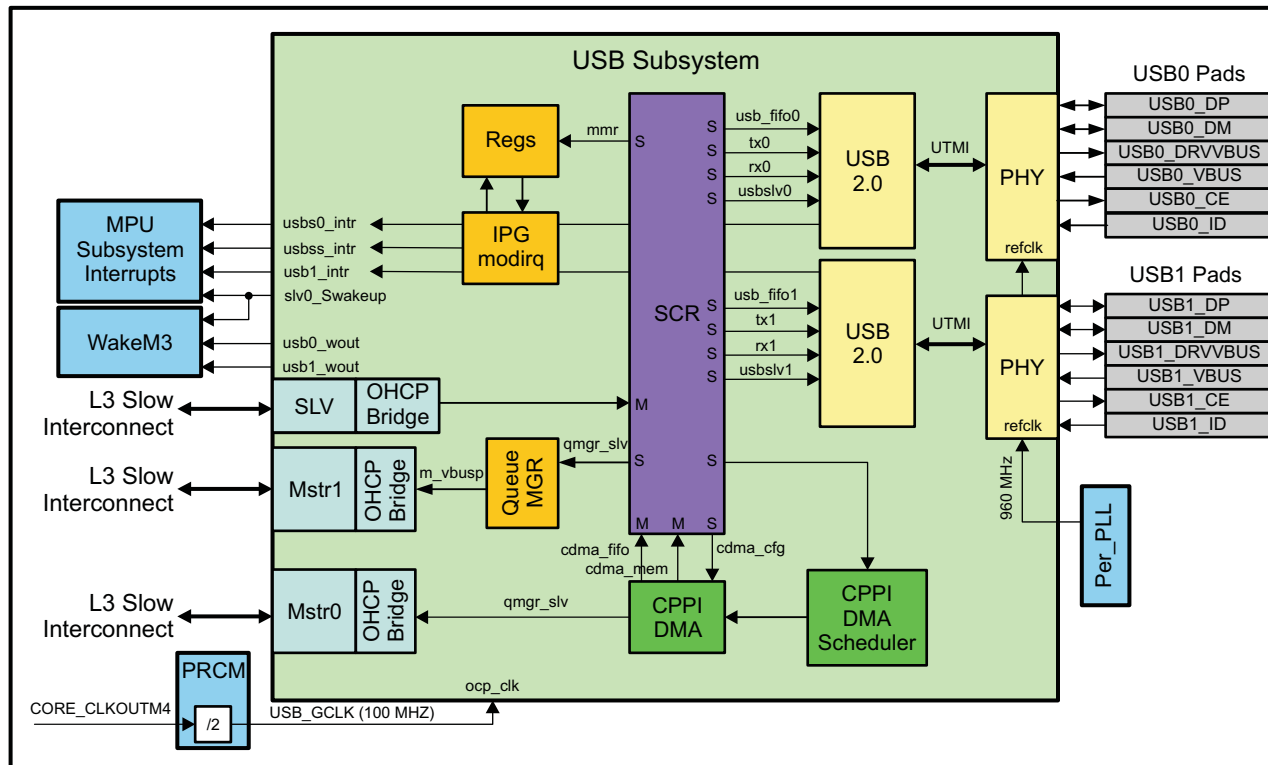 USB Subsystem
USB0 Pads
USB0_DP
USB0_DM
USB0_DRVVBUS
USB0_VBUS
USB0_CE
USB0_ID
Regs
mmr
S
S
usb_fifo0
S
tx0
S
rx0
S
usbslv0
USB
2.0
UTMI
PHY
refclk
MPU
Subsystem
Interrupts
usbs0_intr
usbss_intr
usb1_intr
slv0_Swakeup
IPG
modirq
WakeM3
usb0_wout
usb1_wout
SCR
S
usb_fifo1
S
tx1
S
rx1
S
usbslv1
USB
2.0
UTMI
PHY
refclk
USB1 Pads
USB1_DP
USB1_DM
USB1_DRVVBUS
USB1_VBUS
USB1_CE
USB1_ID
L3 Slow
Interconnect
SLV
OHCP
Bridge
M
L3 Slow
Interconnect
Mstr1
OHCP
Bridge
m_vbusp
Queue
MGR
qmgr_slv
S
S
960 MHz
Per_PLL
M
M
S
cdma_fifo
cdma_mem
cdma_cfg
L3 Slow
Interconnect
Mstr0
OHCP
Bridge
qmgr_slv
CPPI
DMA
CPPI
DMA
Scheduler
PRCM
CORE_CLKOUTM4
/2
USB_GCLK (100 MHZ)
ocp_clk